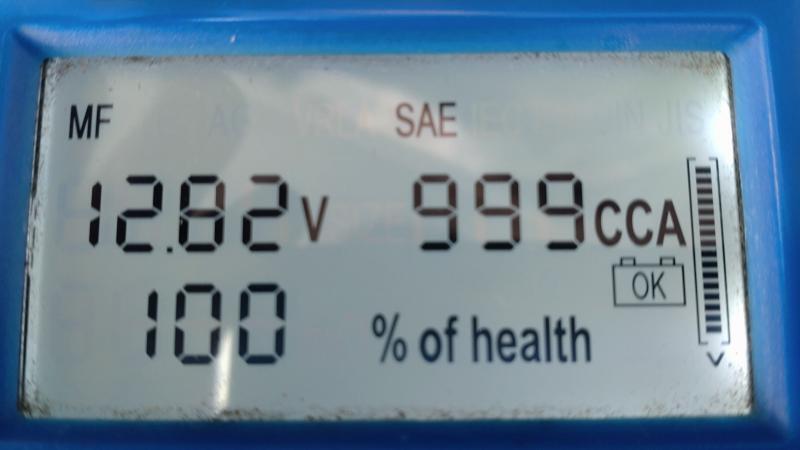 MF SAE
12.82 V 999 CCA
OK
100 % of health